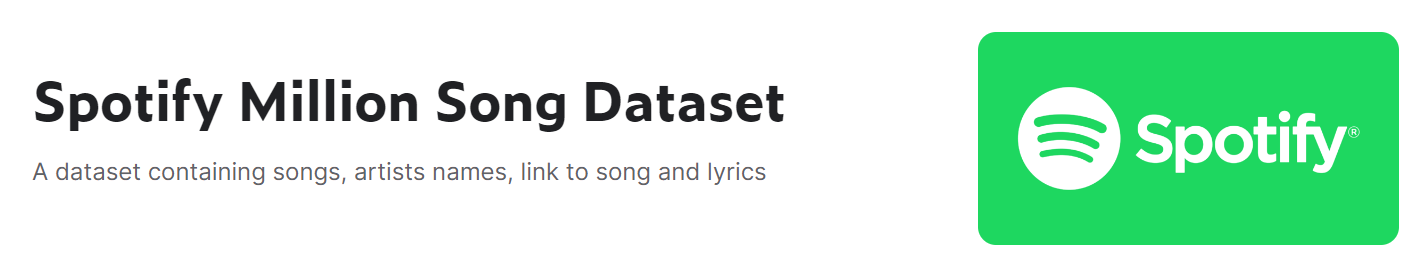 Spotify Million Song Dataset
A dataset containing songs, artists names, link to song and lyrics
Spotify®